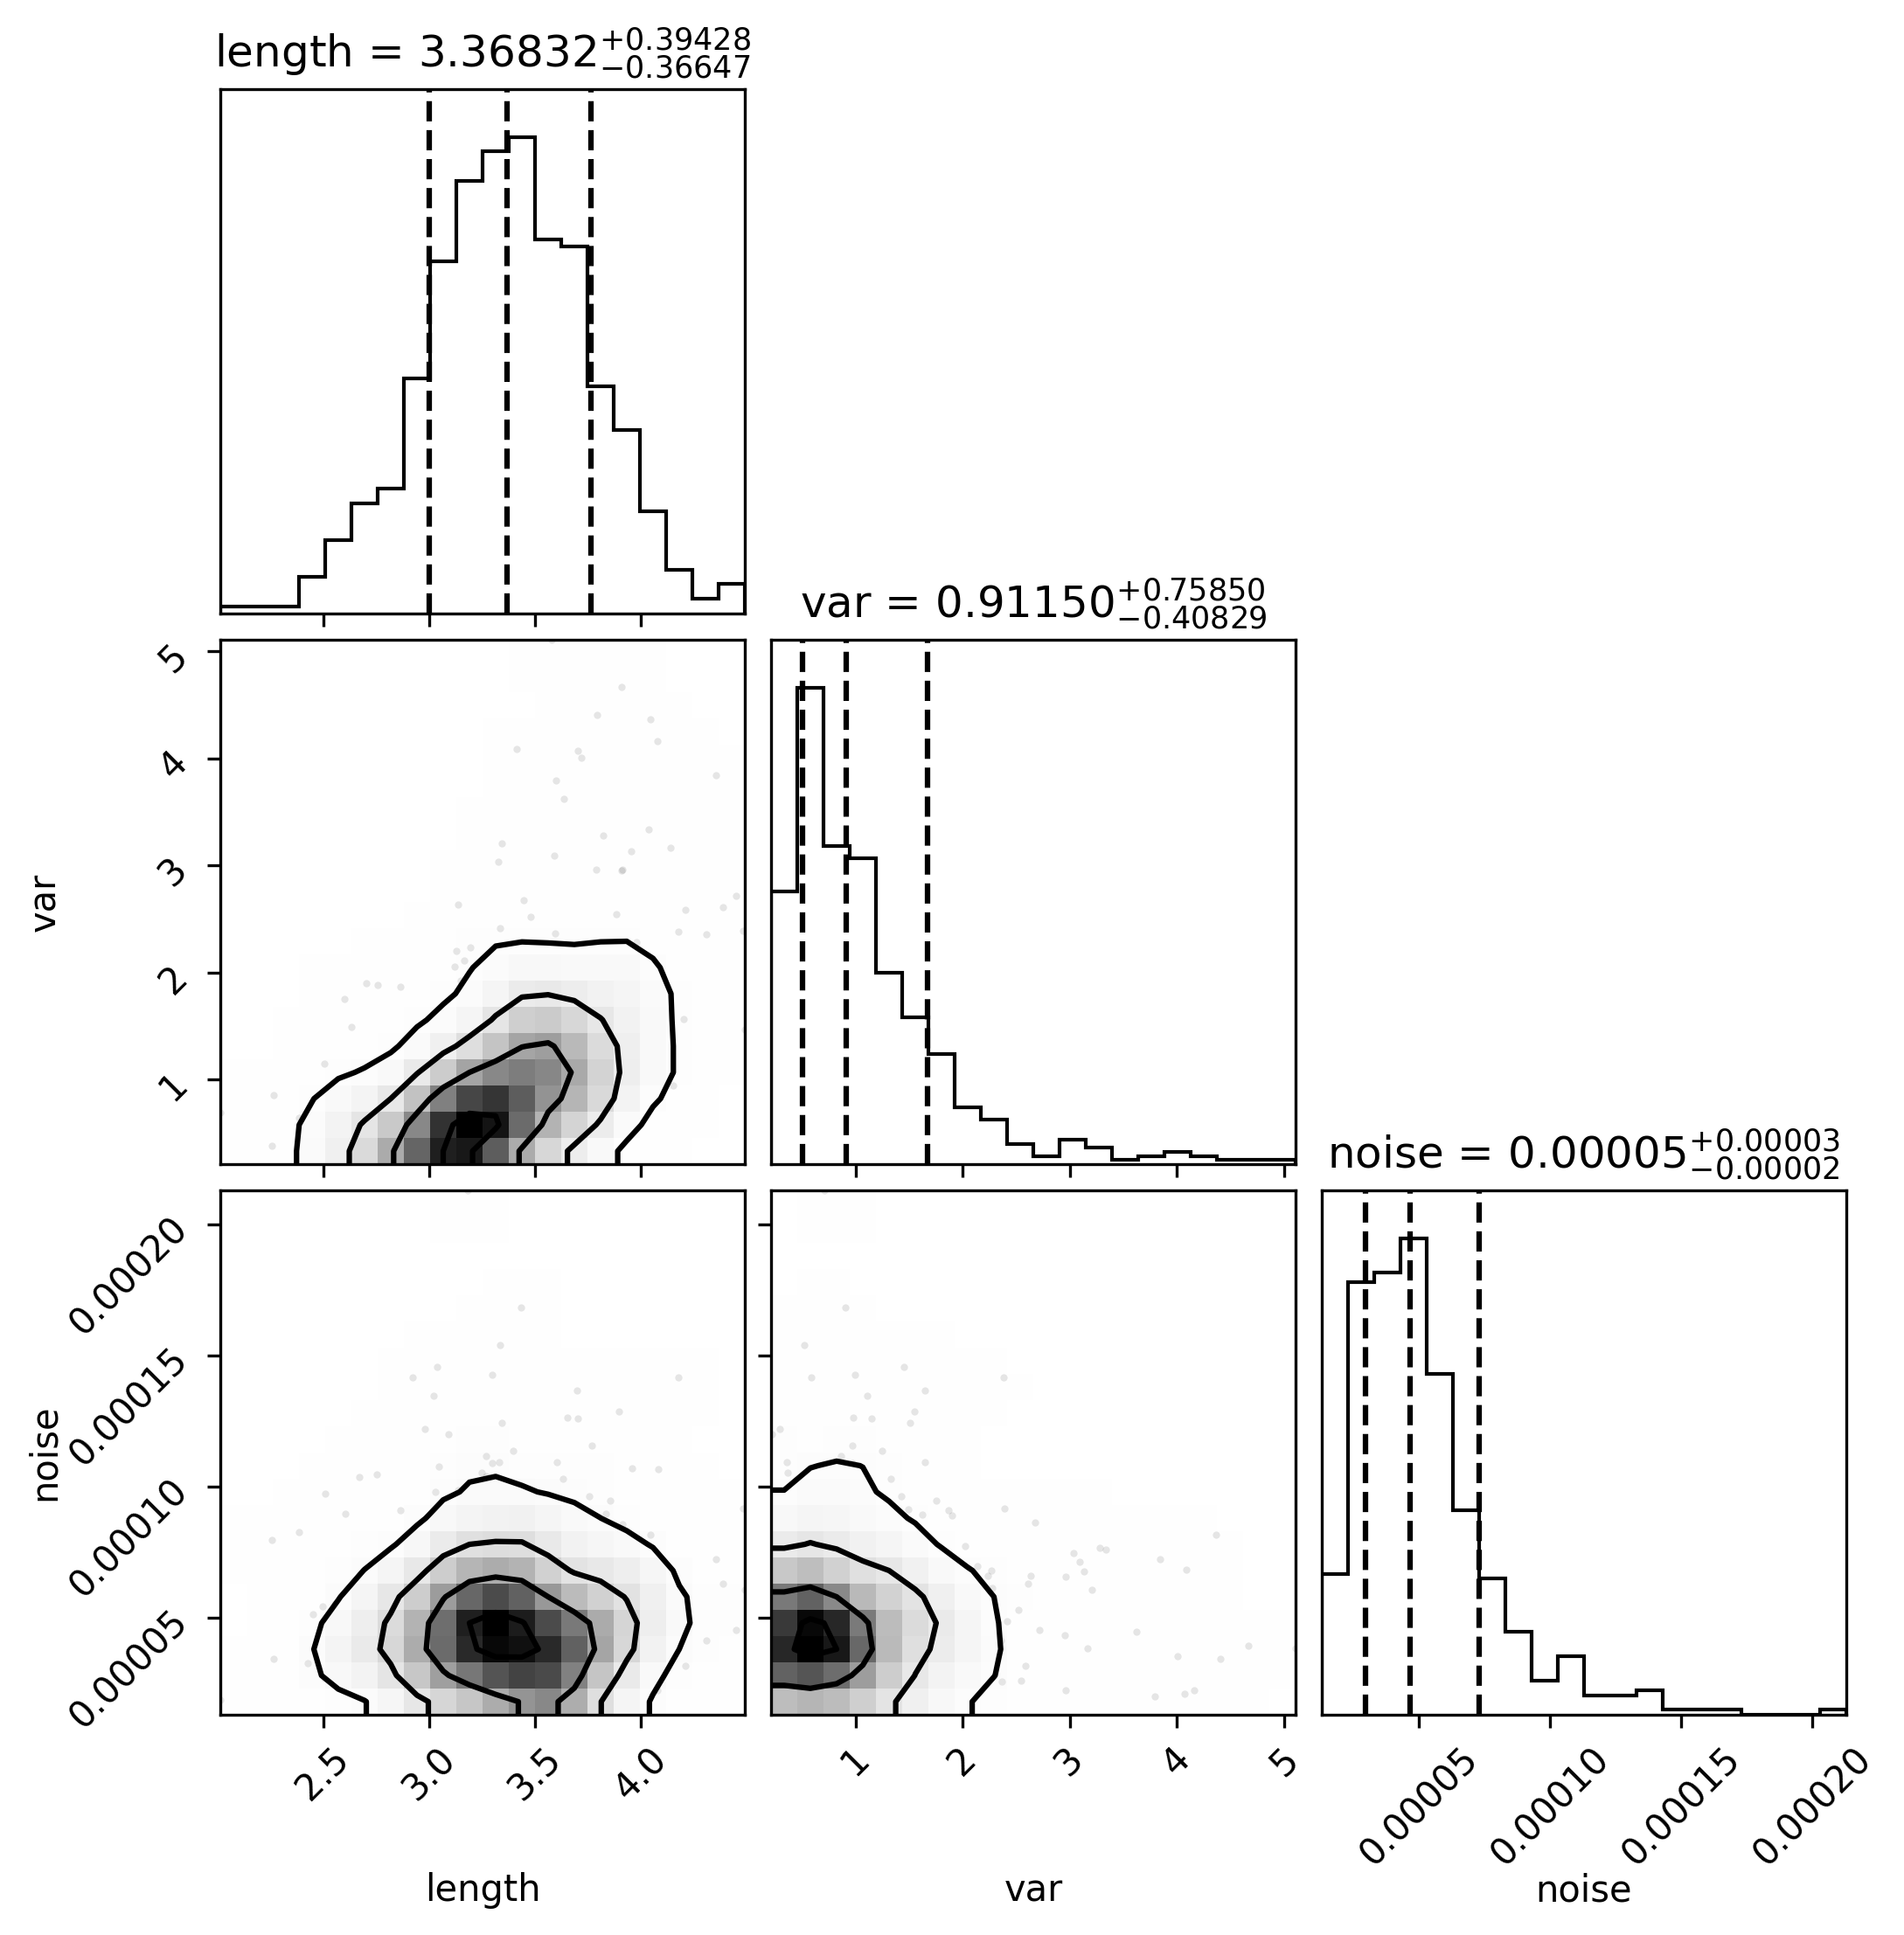 length = 3.36832 +0.39428 −0.36647
var = 0.91150 +0.75850 −0.40829
5
4
3
2
1
var
noise = 0.00005 +0.00003 −0.00002
0.00020
0.00015
0.00010
0.00005
noise
2.5 3.0 3.5 4.0
1 2 3 4 5
0.00005 0.00010 0.00015 0.00020
length var noise